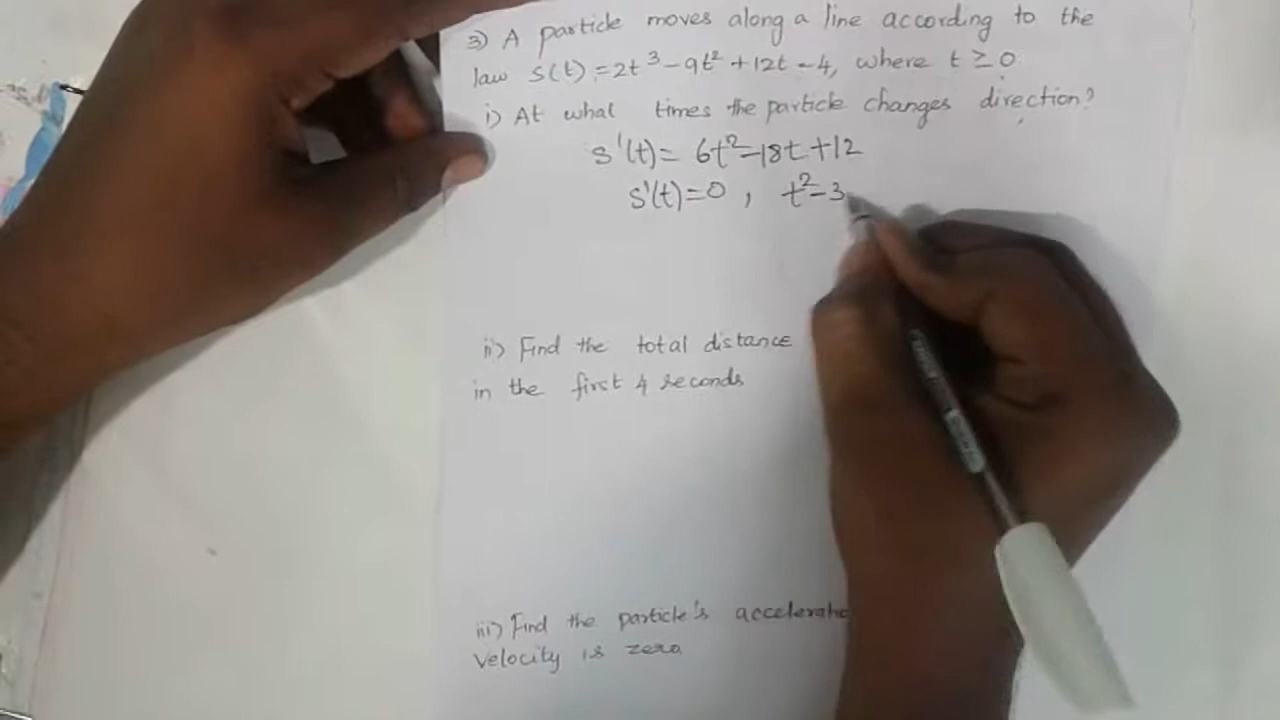 3) A particle moves along a line according to the
law s(t) = 2t³ - 9t² + 12t - 4, where t ≥ 0
i) At what times the particle changes direction?
s'(t) = 6t² - 18t + 12
s'(t) = 0, t² - 3
ii) Find the total distance
in the first 4 seconds
iii) Find the particle's
velocity is zero